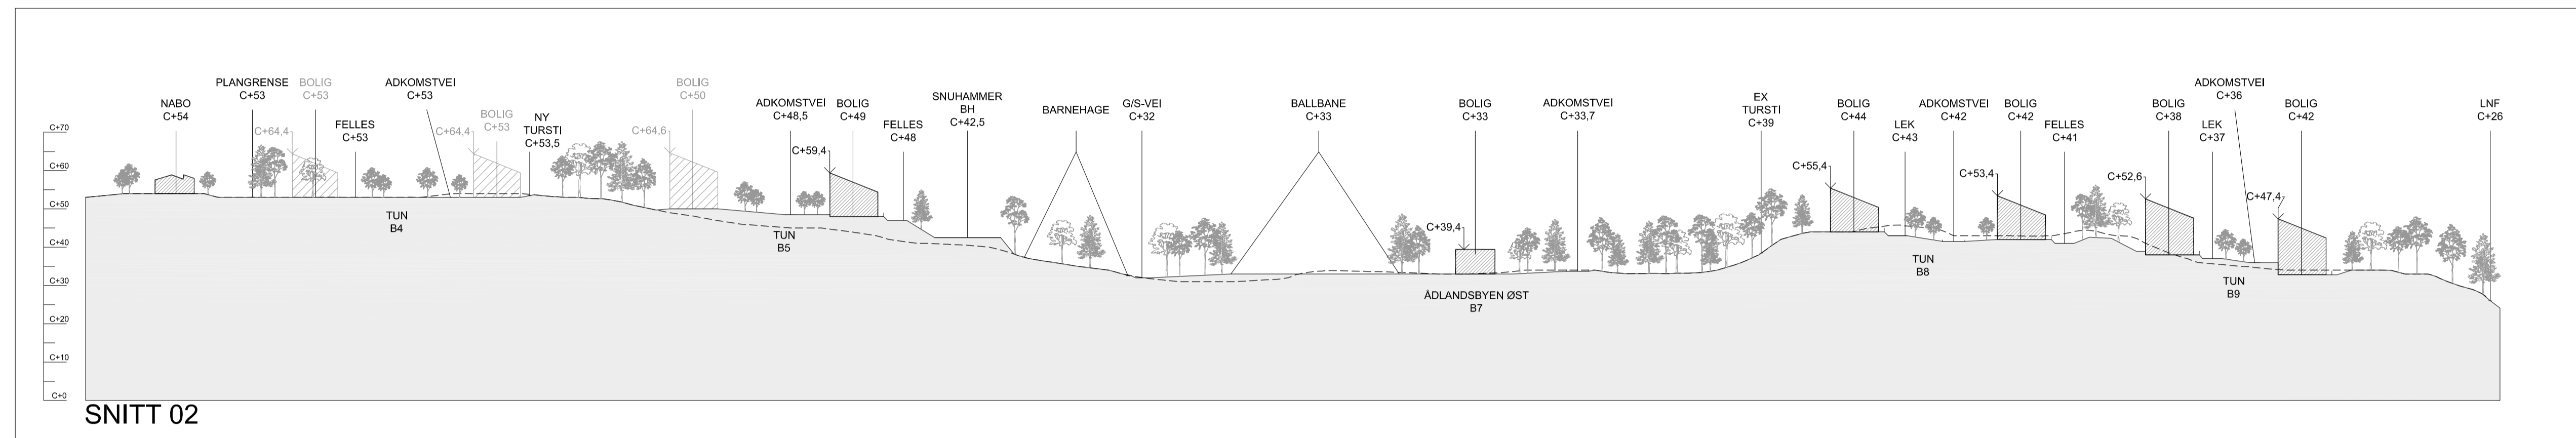 PLANGRENSE
C+53
BOLIG
C+53
ADKOMSTVEI
C+53
BOLIG
C+50
ADKOMSTVEI
C+36
NABO
C+54
FELLES
C+53
BOLIG
C+53
NY
TURSTI
C+53,5
ADKOMSTVEI
C+48,5
BOLIG
C+49
FELLES
C+48
SNUHAMMER
BH
C+42,5
BARNEHAGE
G/S-VEI
C+32
BALLBANE
C+33
BOLIG
C+33
ADKOMSTVEI
C+33,7
EX
TURSTI
C+39
BOLIG
C+44
LEK
C+43
ADKOMSTVEI
C+42
BOLIG
C+42
FELLES
C+41
BOLIG
C+38
LEK
C+37
BOLIG
C+42
LNF
C+26
C+64,4
C+64,4
C+64,6
C+59,4
C+39,4
C+55,4
C+53,4
C+52,6
C+47,4
C+70
C+60
C+50
C+40
C+30
C+20
C+10
C+0
TUN
B4
TUN
B5
ÅDLANDSBYEN ØST
B7
TUN
B8
TUN
B9
SNITT 02